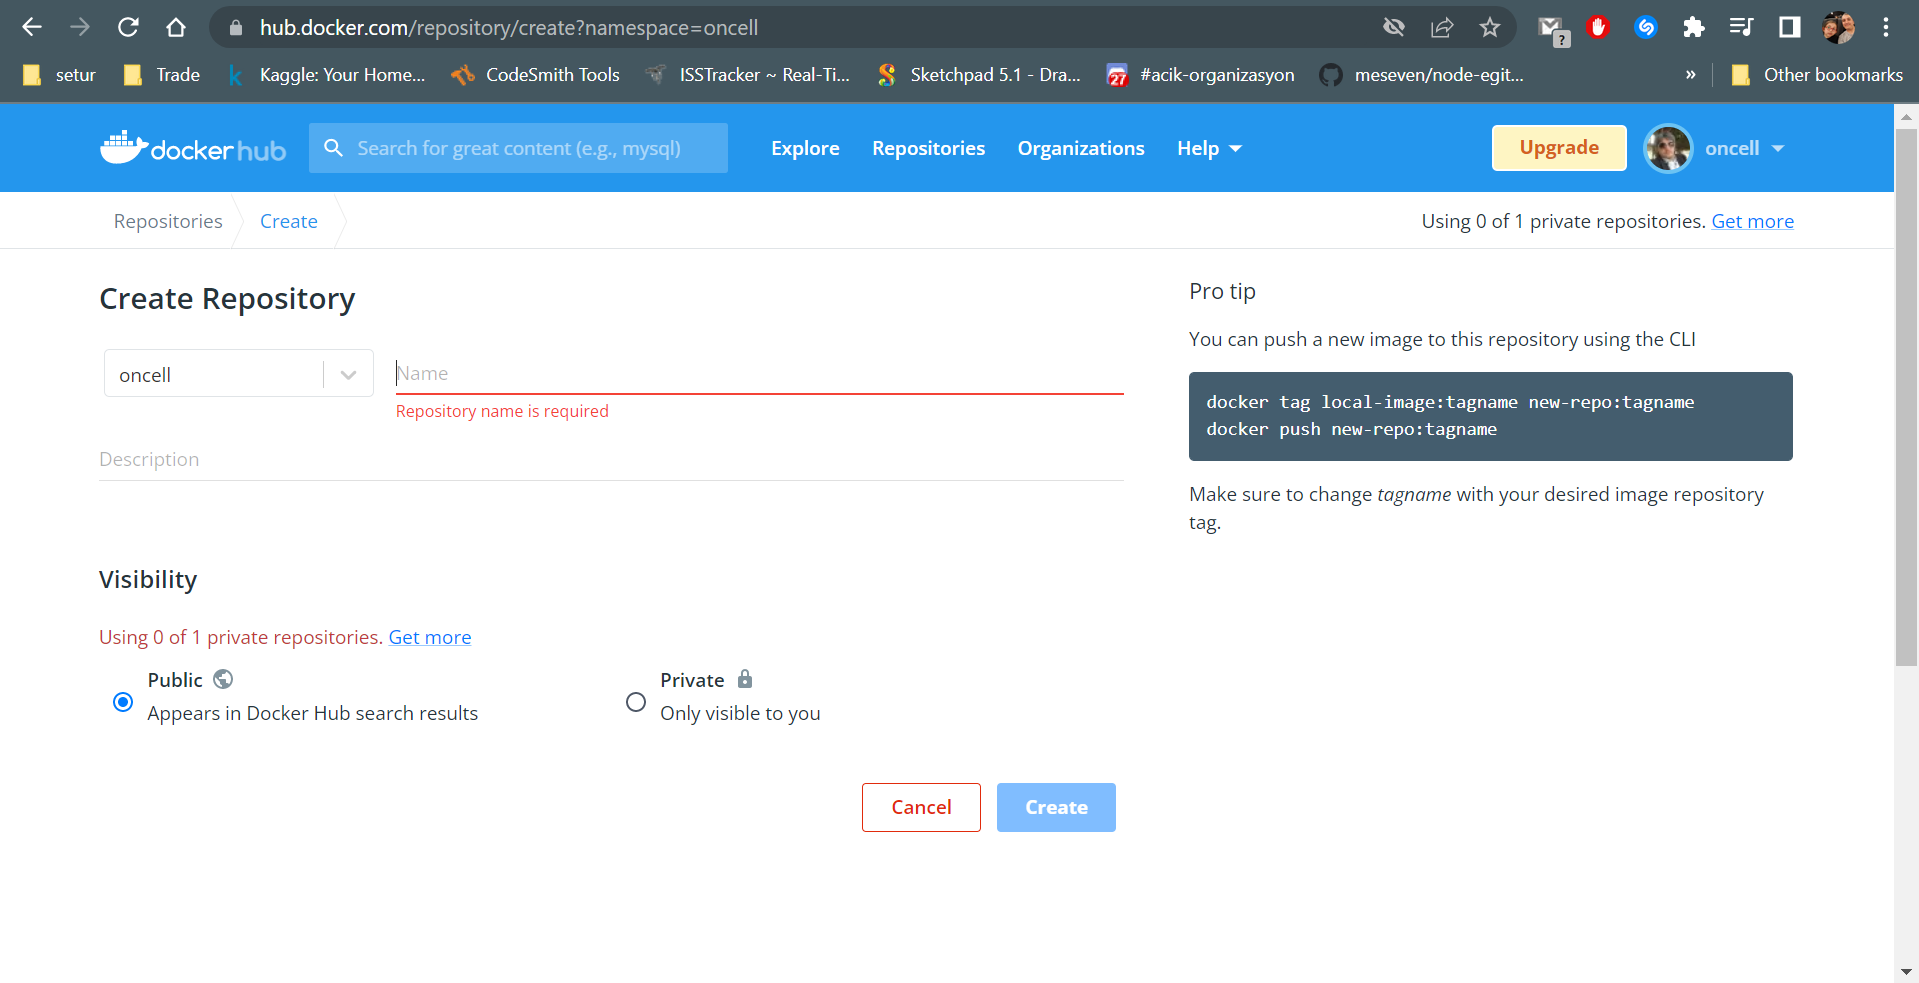 hub.docker.com/repository/create?namespace=oncell
?
setur
Trade
k
Kaggle: Your Home...
CodeSmith Tools
ISSTracker ~ Real-Ti...
Sketchpad 5.1 - Dra...
27
#acik-organizasyon
meseven/node-egit...
»
Other bookmarks
docker hub
Search for great content (e.g., mysql)
Explore
Repositories
Organizations
Help
Upgrade
oncell
Repositories
Create
Using 0 of 1 private repositories. Get more
Create Repository
oncell
Name
Repository name is required
Description
Pro tip
You can push a new image to this repository using the CLI
docker tag local-image:tagname new-repo:tagname
docker push new-repo:tagname
Make sure to change tagname with your desired image repository
tag.
Visibility
Using 0 of 1 private repositories. Get more
Public
Appears in Docker Hub search results
Private
Only visible to you
Cancel
Create